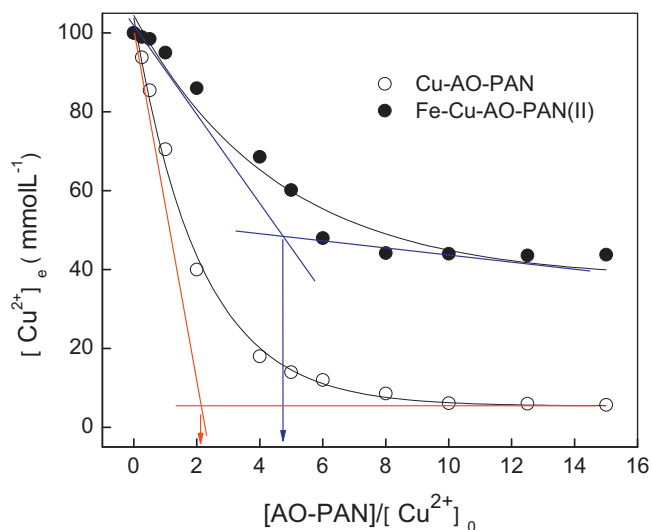 100
80
60
40
20
0
[ Cu²⁺ ]ₑ ( mmolL⁻¹ )
Cu-AO-PAN
Fe-Cu-AO-PAN(II)
0 2 4 6 8 10 12 14 16
[AO-PAN]/[ Cu²⁺ ]₀